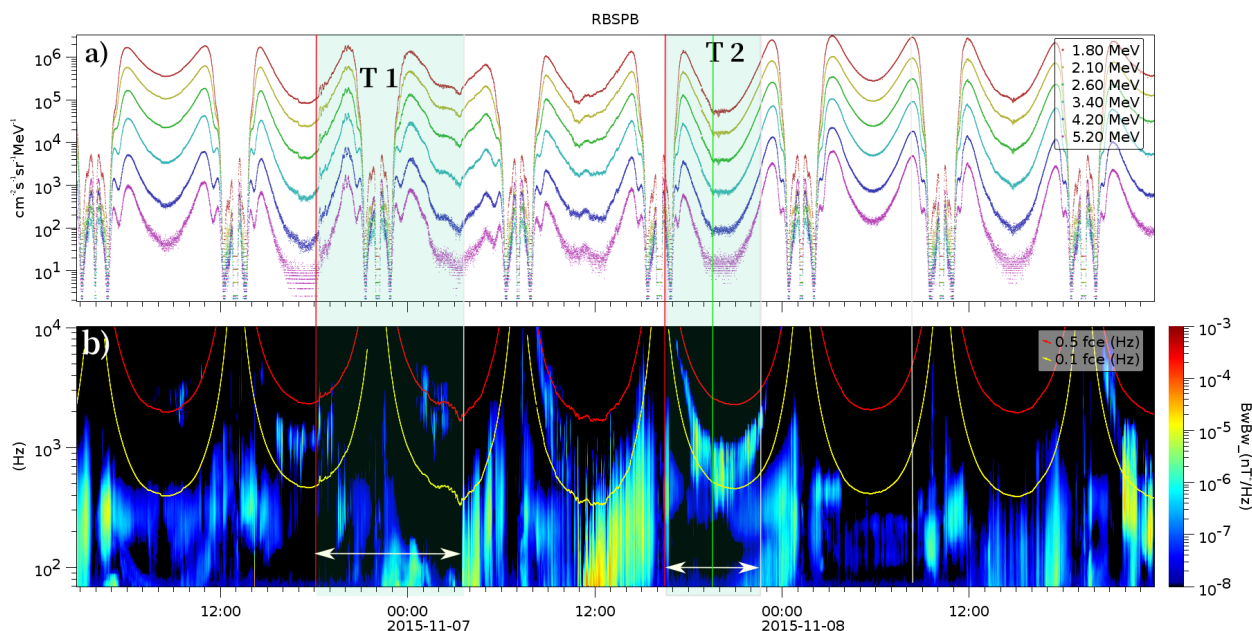 RBSPB
a)
T 1
T 2
10⁶
10⁵
10⁴
10³
10²
10¹
cm⁻²s⁻¹sr⁻¹MeV⁻¹
1.80 MeV
2.10 MeV
2.60 MeV
3.40 MeV
4.20 MeV
5.20 MeV
b)
10⁴
10³
10²
(Hz)
0.5 fce (Hz)
0.1 fce (Hz)
10⁻³
10⁻⁴
10⁻⁵
10⁻⁶
10⁻⁷
10⁻⁸
BwBw_(nT²/Hz)
12:00
00:00
12:00
00:00
12:00
2015-11-07
2015-11-08